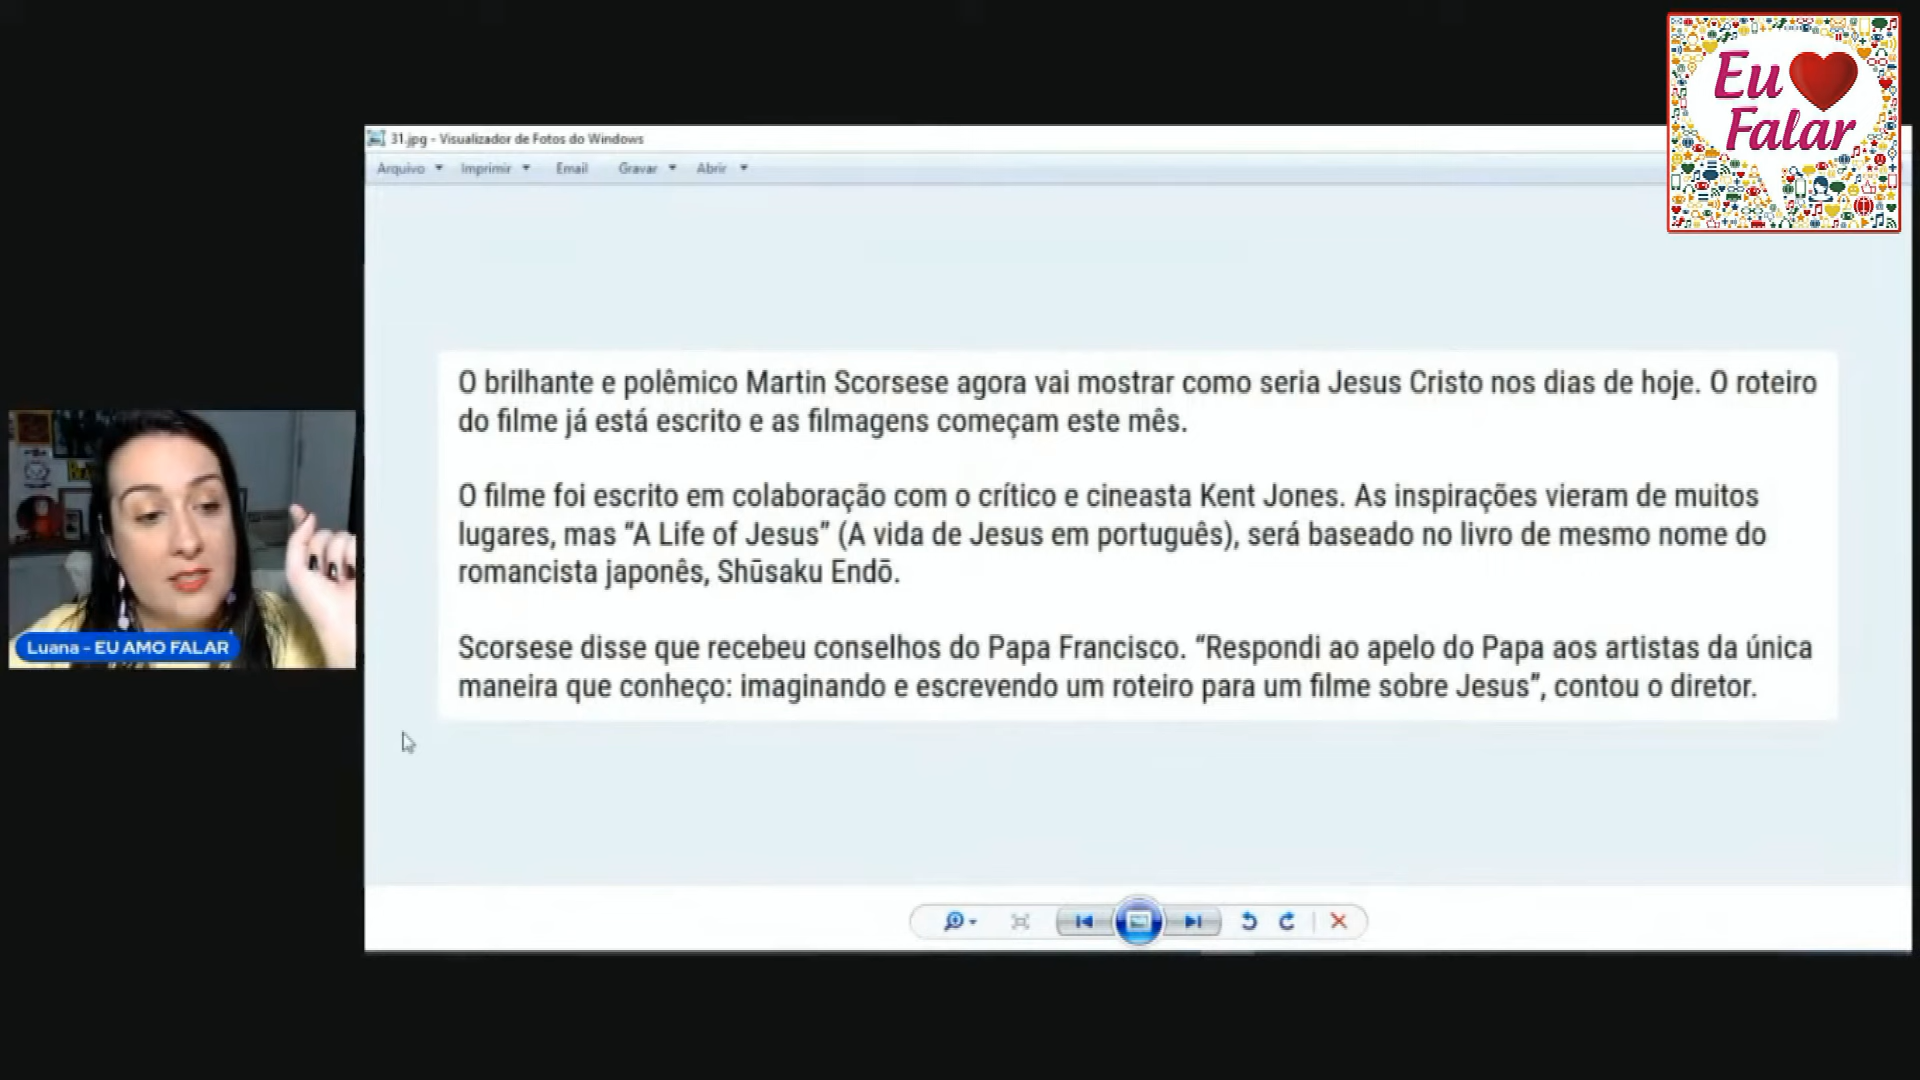 Eu
Falar
31.jpg - Visualizador de Fotos do Windows
Arquivo Imprimir Email Gravar Abrir
O brilhante e polêmico Martin Scorsese agora vai mostrar como seria Jesus Cristo nos dias de hoje. O roteiro
do filme já está escrito e as filmagens começam este mês.
O filme foi escrito em colaboração com o crítico e cineasta Kent Jones. As inspirações vieram de muitos
lugares, mas “A Life of Jesus” (A vida de Jesus em português), será baseado no livro de mesmo nome do
romancista japonês, Shūsaku Endō.
Scorsese disse que recebeu conselhos do Papa Francisco. “Respondi ao apelo do Papa aos artistas da única
maneira que conheço: imaginando e escrevendo um roteiro para um filme sobre Jesus”, contou o diretor.
Luana - EU AMO FALAR